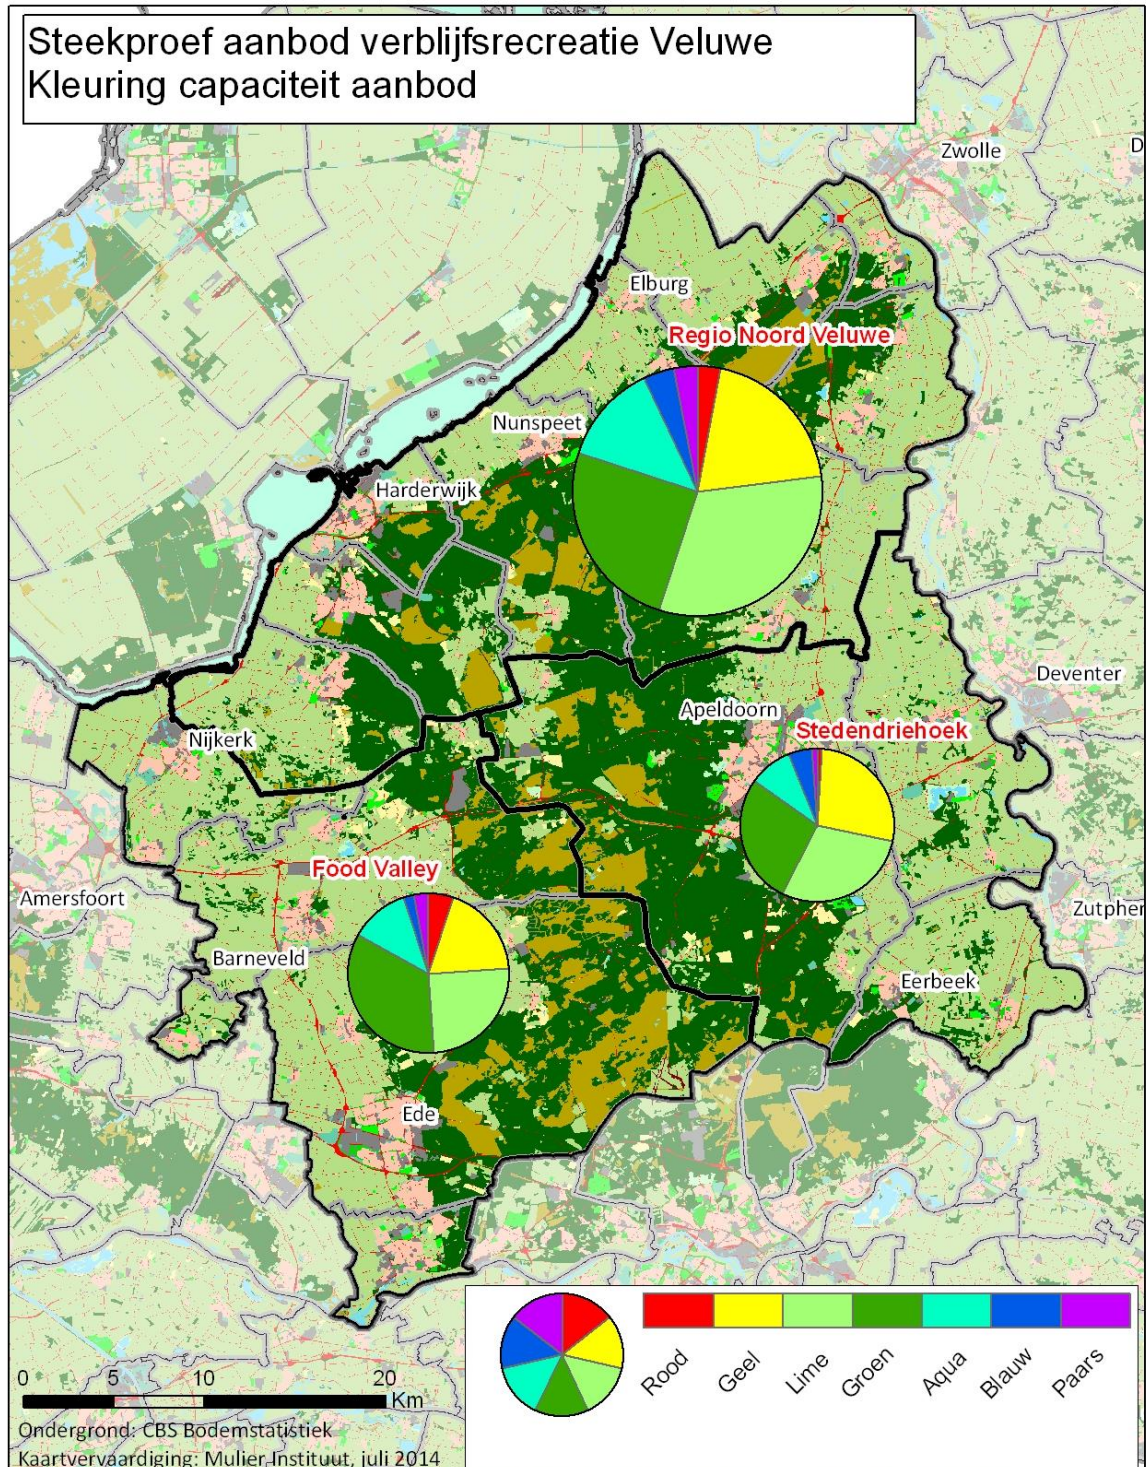 Steekproef aanbod verblijfsrecreatie Veluwe
Kleuring capaciteit aanbod
Zwolle
D
Elburg
Regio Noord Veluwe
Nunspeet
Harderwijk
Deventer
Apeldoorn
Stedendriehoek
Nijkerk
Food Valley
Amersfoort
Zutphen
Barneveld
Eerbeek
Ede
Rood
Geel
Lime
Groen
Aqua
Blauw
Paars
0 5 10 20
Km
Ondergrond: CBS Bodemstatistiek
Kaartvervaardiging: Mulier Instituut, juli 2014